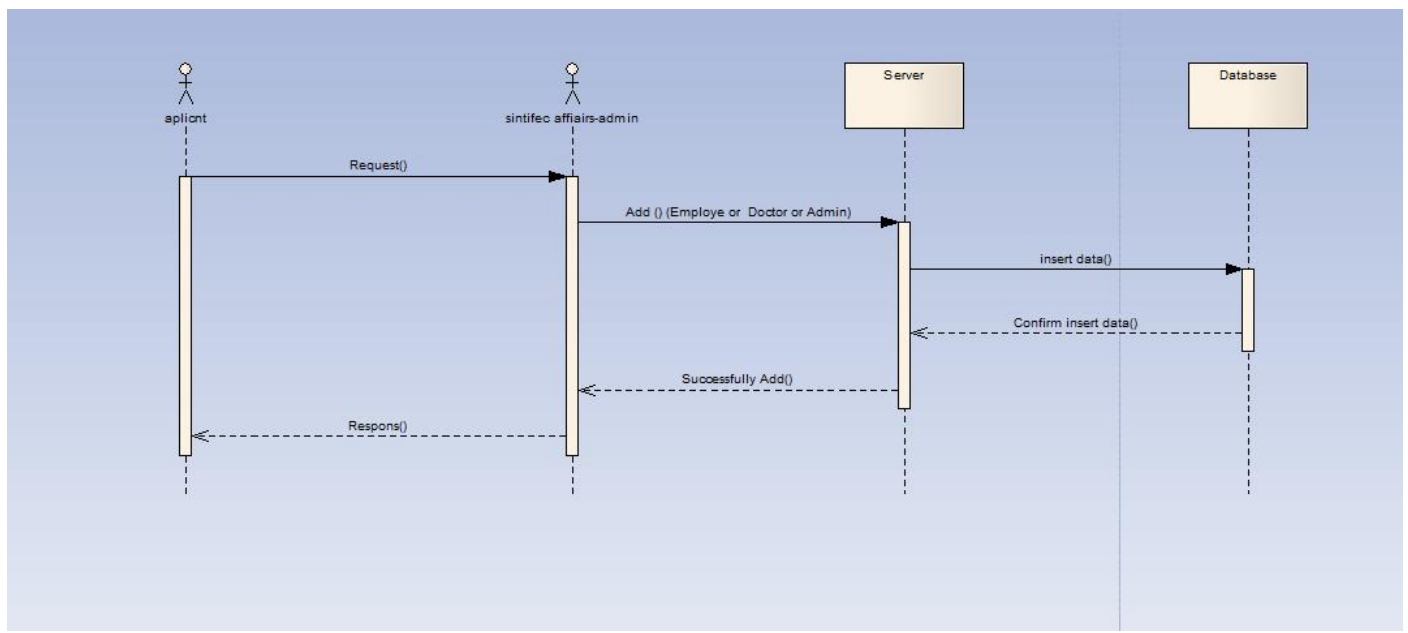 aplicnt
sintifec affiairs-admin
Server
Database
Request()
Add () (Employe or Doctor or Admin)
insert data()
Confirm insert data()
Successfully Add()
Respons()